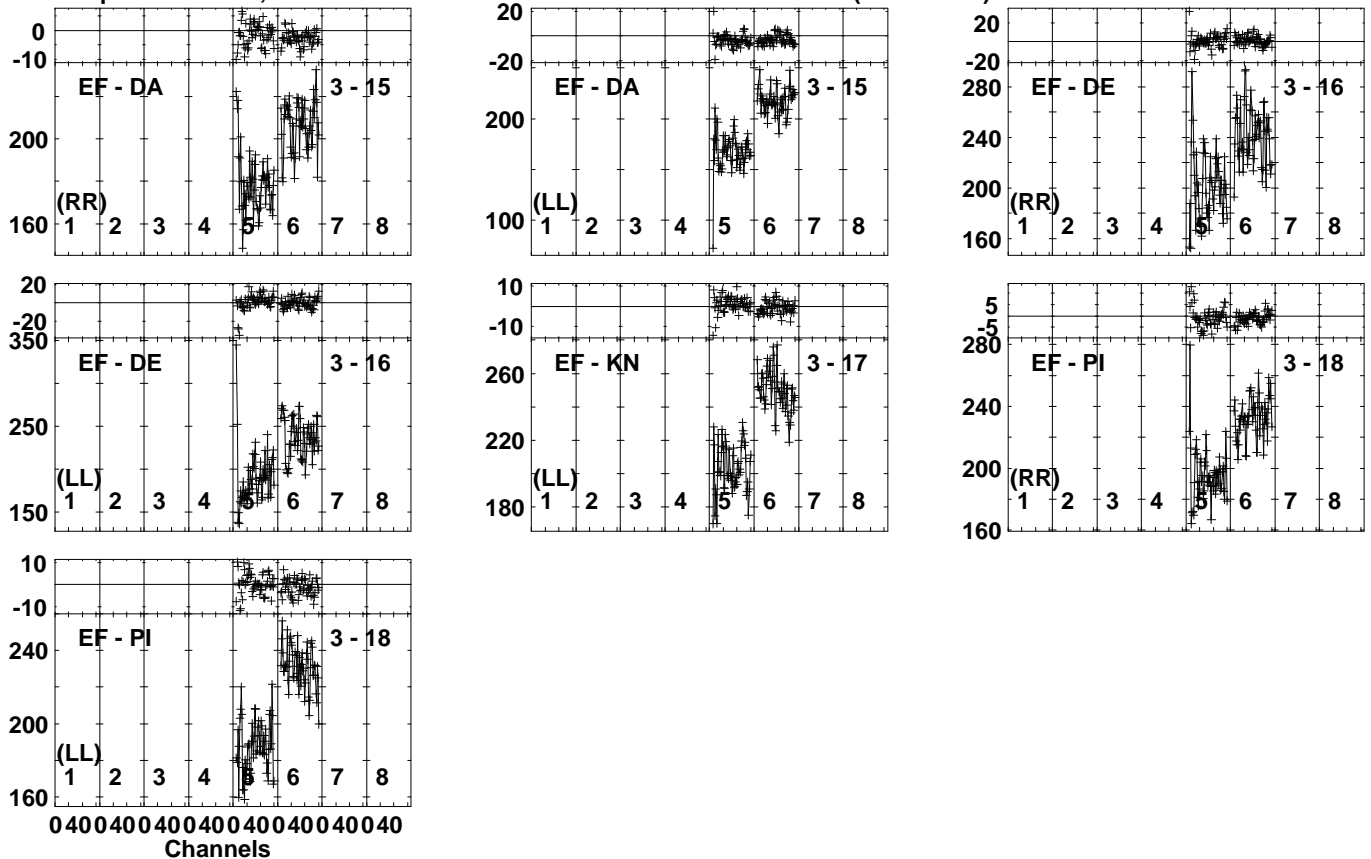 0
-10
EF - DA 3 - 15
200
160
(RR)
1 2 3 4 5 6 7 8
20
-20
EF - DA 3 - 15
200
100
(LL)
1 2 3 4 5 6 7 8
20
-20
280
EF - DE 3 - 16
240
200
160
(RR)
1 2 3 4 5 6 7 8
20
-20
350
EF - DE 3 - 16
250
150
(LL)
1 2 3 4 5 6 7 8
10
-10
EF - KN 3 - 17
260
220
180
(LL)
1 2 3 4 5 6 7 8
5
-5
280
EF - PI 3 - 18
240
200
160
(RR)
1 2 3 4 5 6 7 8
10
-10
EF - PI 3 - 18
240
200
160
(LL)
1 2 3 4 5 6 7 8
0 40 0 40 0 40 0 40 0 40 0 40 0 40 0 40
Channels